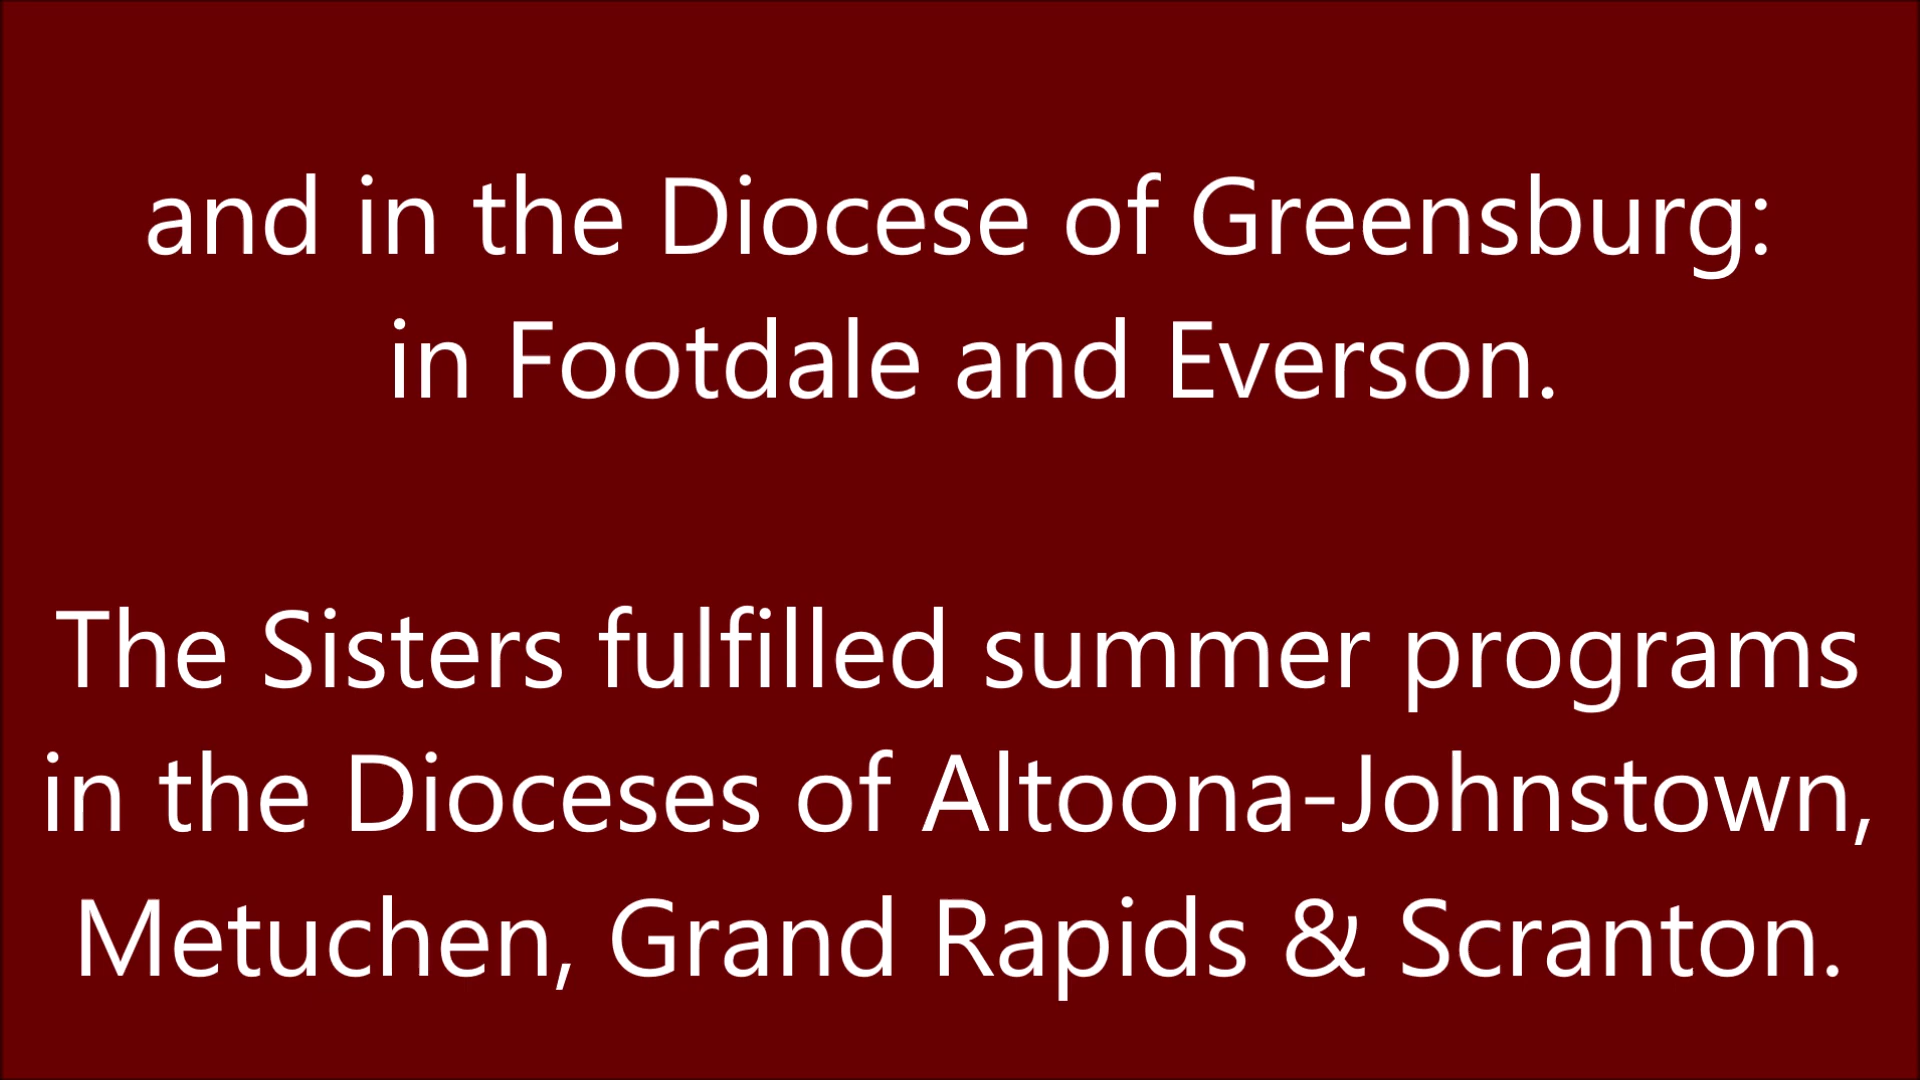 and in the Diocese of Greensburg:
in Footdale and Everson.
The Sisters fulfilled summer programs
in the Dioceses of Altoona-Johnstown,
Metuchen, Grand Rapids & Scranton.